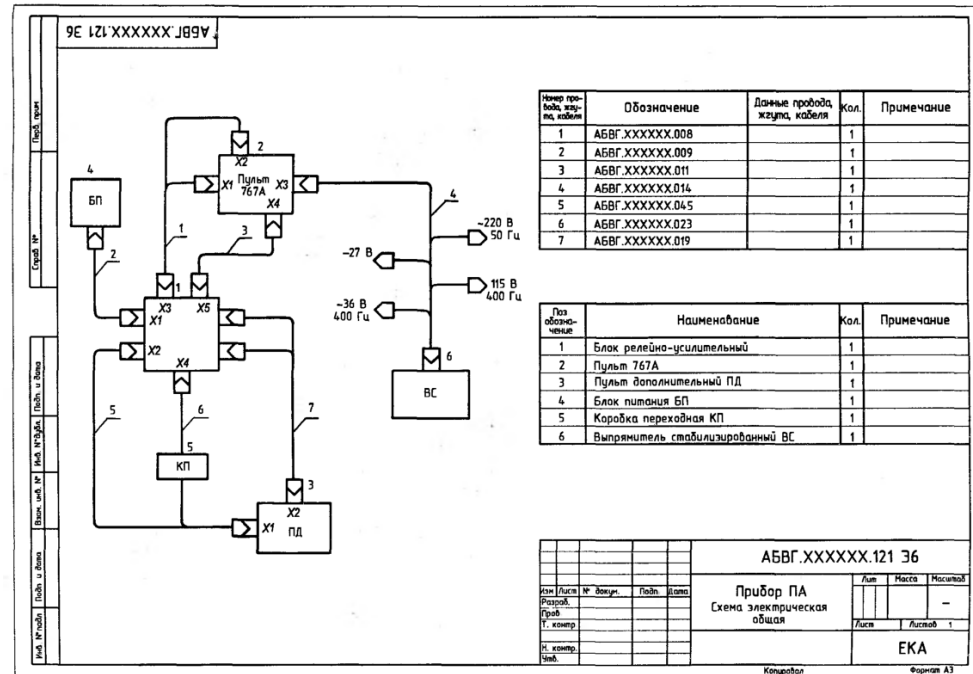 АБВГ.XXXXXX.121 Э6
Перв. прим
Справ №
Подп. и дата
Инв. № дубл.
Взам. инв. №
Подп. и дата
Инв. № подл
4
БП
2
1
X2
2
X1
Пульт
767А
X3
X4
3
4
~220 В
50 Гц
-27 В
115 В
400 Гц
~36 В
400 Гц
6
ВС
1
X3
X5
X1
X2
X4
5
6
7
5
КП
3
X2
X1
ПД
Номер про-
вода, жгу-
та, кабеля
Обозначение
Данные провода,
жгута, кабеля
Кол.
Примечание
1 АБВГ.XXXXXX.008 1
2 АБВГ.XXXXXX.009 1
3 АБВГ.XXXXXX.011 1
4 АБВГ.XXXXXX.014 1
5 АБВГ.XXXXXX.045 1
6 АБВГ.XXXXXX.023 1
7 АБВГ.XXXXXX.019 1
Поз
обозна-
чение
Наименование
Кол.
Примечание
1 Блок релейно-усилительный 1
2 Пульт 767А 1
3 Пульт дополнительный ПД 1
4 Блок питания БП 1
5 Коробка переходная КП 1
6 Выпрямитель стабилизированный ВС 1
АБВГ.XXXXXX.121 Э6
Изм Лист № докум. Подп. Дата
Разраб.
Пров
Т. контр
Н. контр.
Утв.
Прибор ПА
Схема электрическая
общая
Лит Масса Масштаб
–
Лист Листов 1
ЕКА
Копировал Формат А3